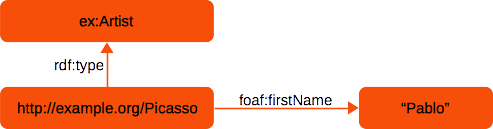 ex:Artist
rdf:type
http://example.org/Picasso
foaf:firstName
“Pablo”